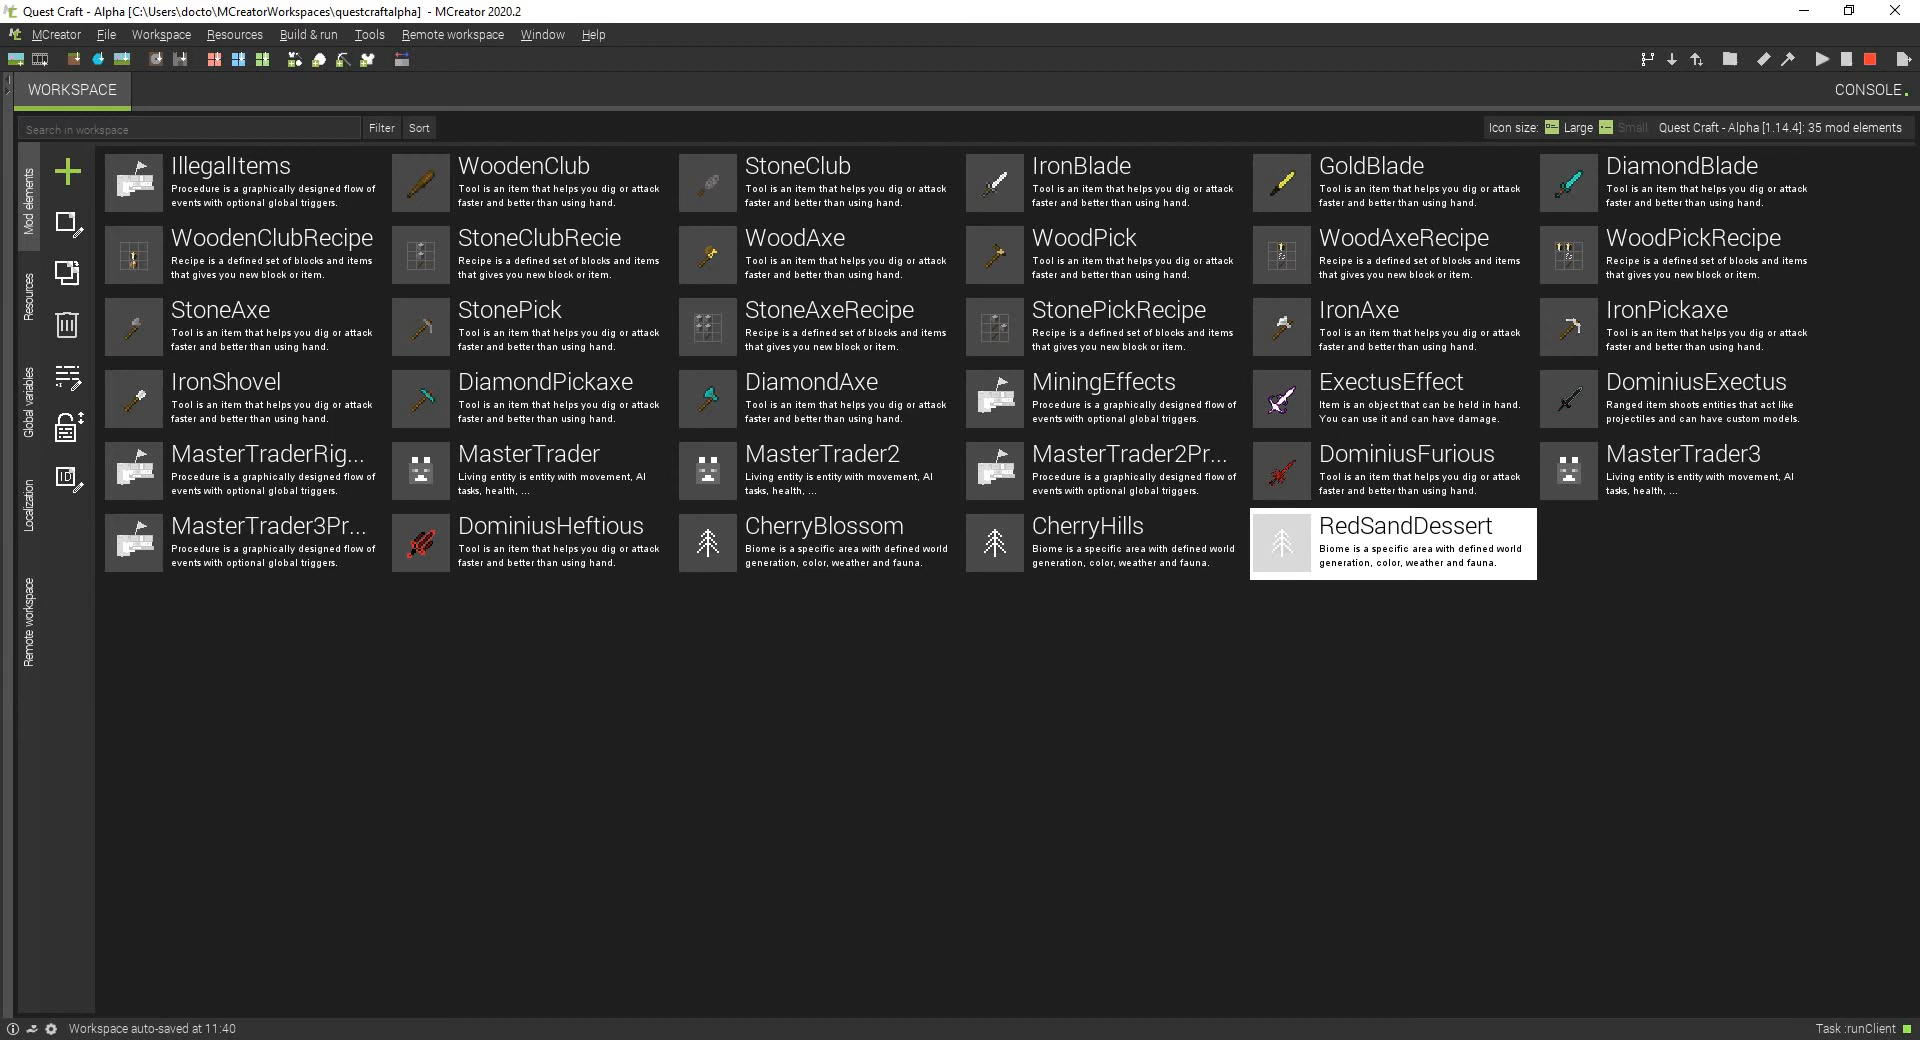 Quest Craft - Alpha [C:\Users\docto\MCreatorWorkspaces\questcraftalpha] - MCreator 2020.2
MCreator File Workspace Resources Build & run Tools Remote workspace Window Help
WORKSPACE
CONSOLE.
Search in workspace
Filter
Sort
Icon size: Large Small Quest Craft - Alpha [1.14.4]: 35 mod elements
Mod elements
Resources
Global variables
Localization
Remote workspace
IllegalItems
Procedure is a graphically designed flow of
events with optional global triggers.
WoodenClub
Tool is an item that helps you dig or attack
faster and better than using hand.
StoneClub
Tool is an item that helps you dig or attack
faster and better than using hand.
IronBlade
Tool is an item that helps you dig or attack
faster and better than using hand.
GoldBlade
Tool is an item that helps you dig or attack
faster and better than using hand.
DiamondBlade
Tool is an item that helps you dig or attack
faster and better than using hand.
WoodenClubRecipe
Recipe is a defined set of blocks and items
that gives you new block or item.
StoneClubRecie
Recipe is a defined set of blocks and items
that gives you new block or item.
WoodAxe
Tool is an item that helps you dig or attack
faster and better than using hand.
WoodPick
Tool is an item that helps you dig or attack
faster and better than using hand.
WoodAxeRecipe
Recipe is a defined set of blocks and items
that gives you new block or item.
WoodPickRecipe
Recipe is a defined set of blocks and items
that gives you new block or item.
StoneAxe
Tool is an item that helps you dig or attack
faster and better than using hand.
StonePick
Tool is an item that helps you dig or attack
faster and better than using hand.
StoneAxeRecipe
Recipe is a defined set of blocks and items
that gives you new block or item.
StonePickRecipe
Recipe is a defined set of blocks and items
that gives you new block or item.
IronAxe
Tool is an item that helps you dig or attack
faster and better than using hand.
IronPickaxe
Tool is an item that helps you dig or attack
faster and better than using hand.
IronShovel
Tool is an item that helps you dig or attack
faster and better than using hand.
DiamondPickaxe
Tool is an item that helps you dig or attack
faster and better than using hand.
DiamondAxe
Tool is an item that helps you dig or attack
faster and better than using hand.
MiningEffects
Procedure is a graphically designed flow of
events with optional global triggers.
ExectusEffect
Item is an object that can be held in hand.
You can use it and can have damage.
DominiusExectus
Ranged item shoots entities that act like
projectiles and can have custom models.
MasterTraderRig...
Procedure is a graphically designed flow of
events with optional global triggers.
MasterTrader
Living entity is entity with movement, AI
tasks, health, ...
MasterTrader2
Living entity is entity with movement, AI
tasks, health, ...
MasterTrader2Pr...
Procedure is a graphically designed flow of
events with optional global triggers.
DominiusFurious
Tool is an item that helps you dig or attack
faster and better than using hand.
MasterTrader3
Living entity is entity with movement, AI
tasks, health, ...
MasterTrader3Pr...
Procedure is a graphically designed flow of
events with optional global triggers.
DominiusHeftious
Tool is an item that helps you dig or attack
faster and better than using hand.
CherryBlossom
Biome is a specific area with defined world
generation, color, weather and fauna.
CherryHills
Biome is a specific area with defined world
generation, color, weather and fauna.
RedSandDessert
Biome is a specific area with defined world
generation, color, weather and fauna.
ID
Workspace auto-saved at 11:40
Task :runClient